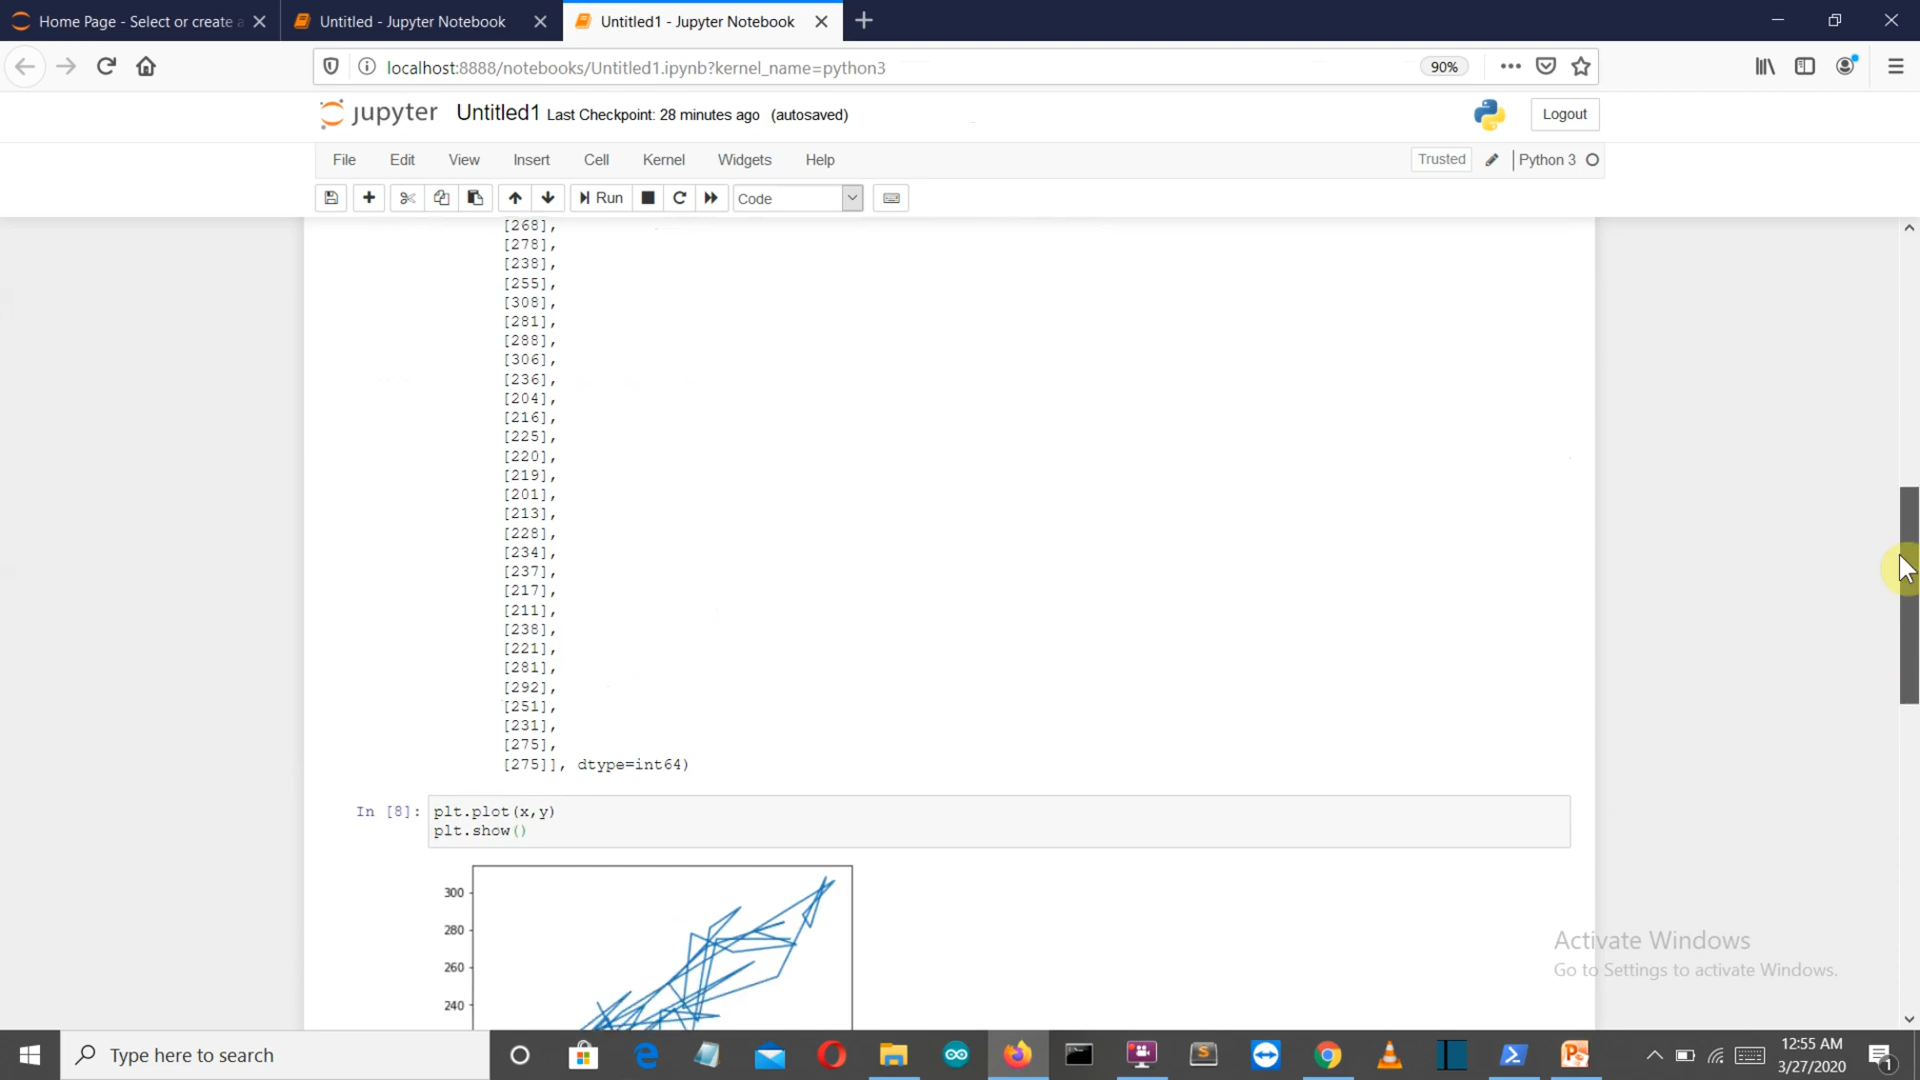 Home Page - Select or create a
Untitled - Jupyter Notebook
Untitled1 - Jupyter Notebook
localhost:8888/notebooks/Untitled1.ipynb?kernel_name=python3
90%
jupyter Untitled1 Last Checkpoint: 28 minutes ago (autosaved)
Logout
File Edit View Insert Cell Kernel Widgets Help
Trusted
Python 3
Run
Code
[268],
[278],
[238],
[255],
[308],
[281],
[288],
[306],
[236],
[204],
[216],
[225],
[220],
[219],
[201],
[213],
[228],
[234],
[237],
[217],
[211],
[238],
[221],
[281],
[292],
[251],
[231],
[275],
[275]], dtype=int64)
In [8]:
plt.plot(x,y)
plt.show()
300
280
260
240
Activate Windows
Go to Settings to activate Windows.
Type here to search
12:55 AM
3/27/2020
1